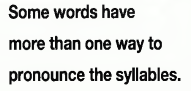 Some words have
more than one way to
pronounce the syllables.